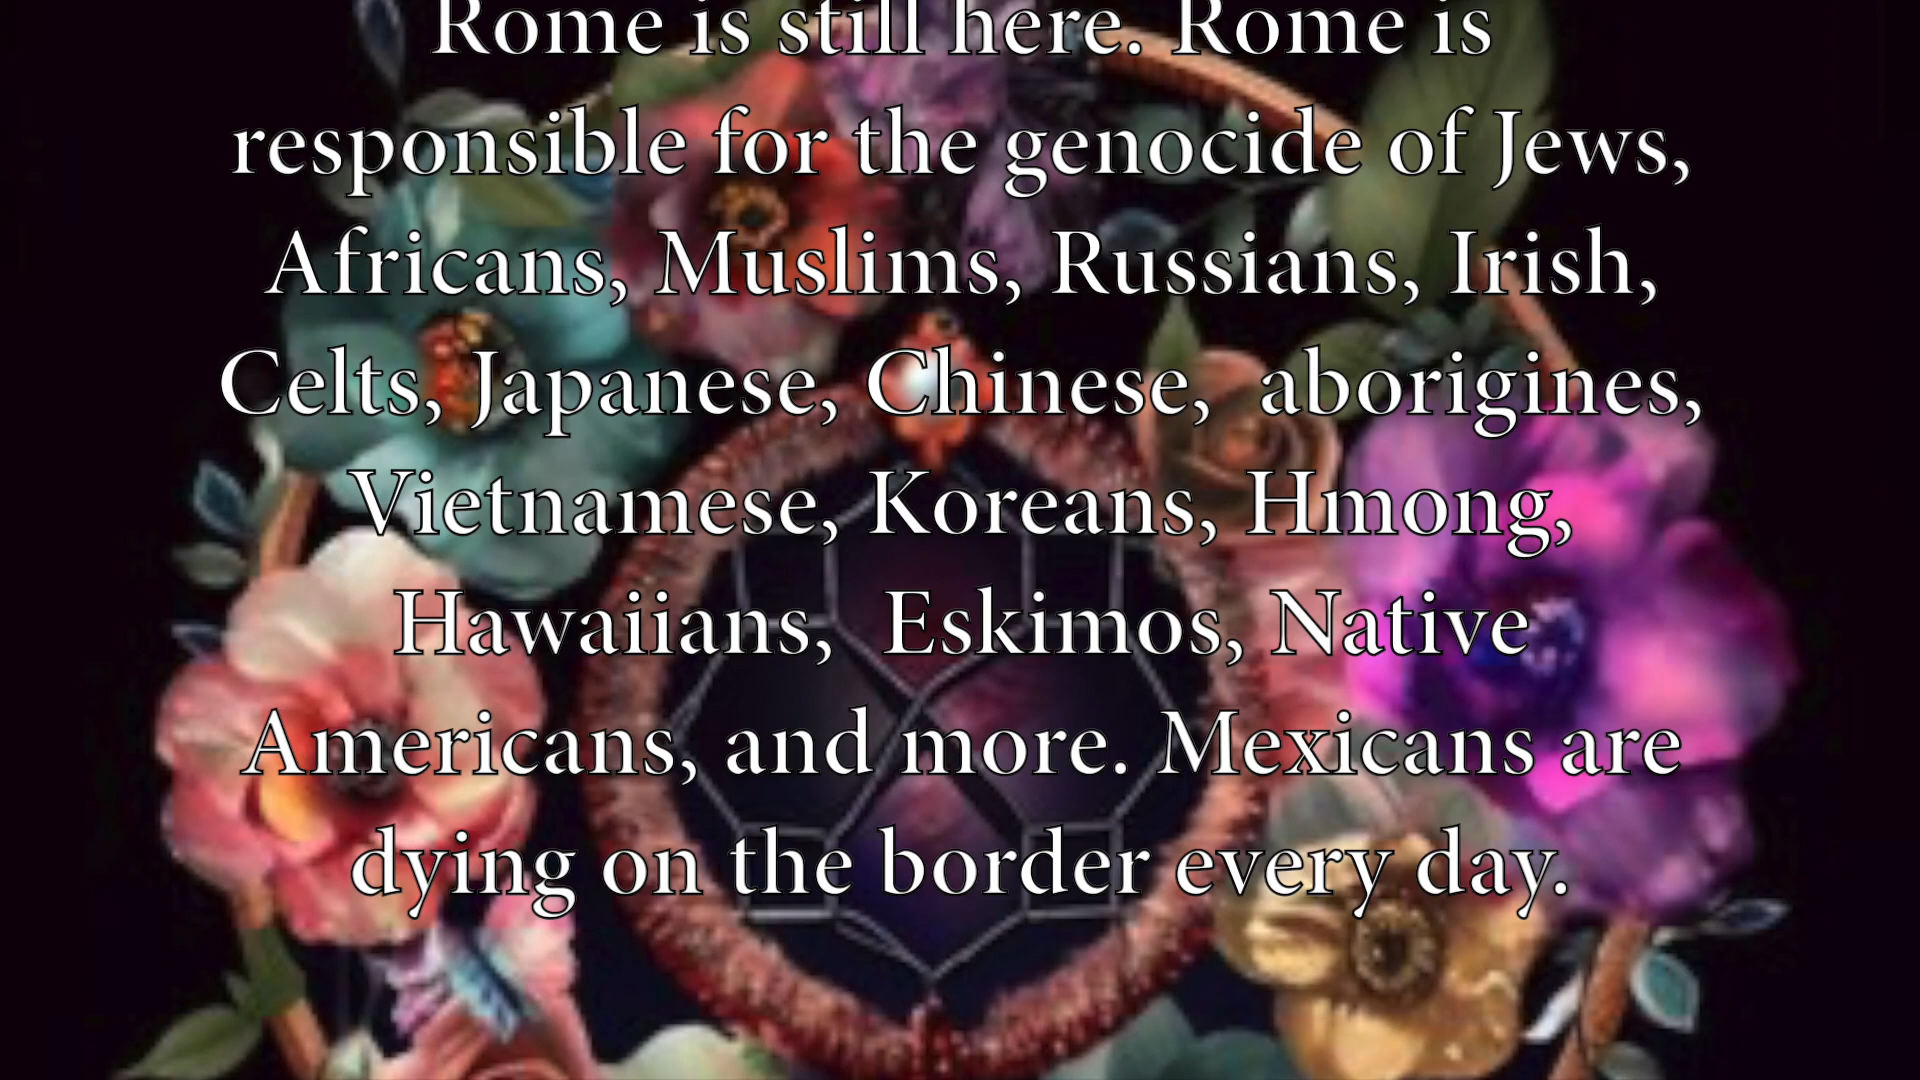 Rome is still here. Rome is
responsible for the genocide of Jews,
Africans, Muslims, Russians, Irish,
Celts, Japanese, Chinese,  aborigines,
Vietnamese, Koreans, Hmong,
Hawaiians,  Eskimos, Native
Americans, and more. Mexicans are
dying on the border every day.